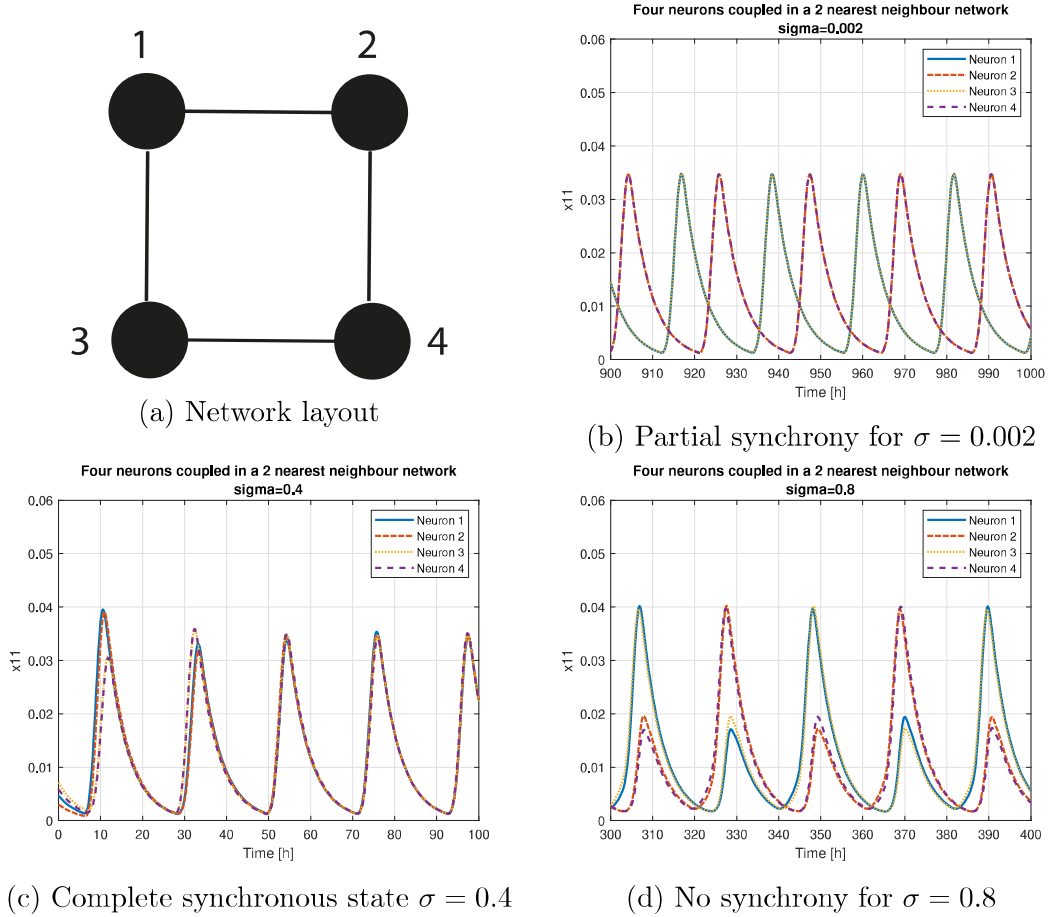 1
2
3
4
(a) Network layout
Four neurons coupled in a 2 nearest neighbour network
sigma=0.002
Neuron 1
Neuron 2
Neuron 3
Neuron 4
x11
0.06
0.05
0.04
0.03
0.02
0.01
0
900 910 920 930 940 950 960 970 980 990 1000
Time [h]
(b) Partial synchrony for σ = 0.002
Four neurons coupled in a 2 nearest neighbour network
sigma=0.4
Neuron 1
Neuron 2
Neuron 3
Neuron 4
x11
0.06
0.05
0.04
0.03
0.02
0.01
0
0 10 20 30 40 50 60 70 80 90 100
Time [h]
(c) Complete synchronous state σ = 0.4
Four neurons coupled in a 2 nearest neighbour network
sigma=0.8
Neuron 1
Neuron 2
Neuron 3
Neuron 4
x11
0.06
0.05
0.04
0.03
0.02
0.01
0
300 310 320 330 340 350 360 370 380 390 400
Time [h]
(d) No synchrony for σ = 0.8